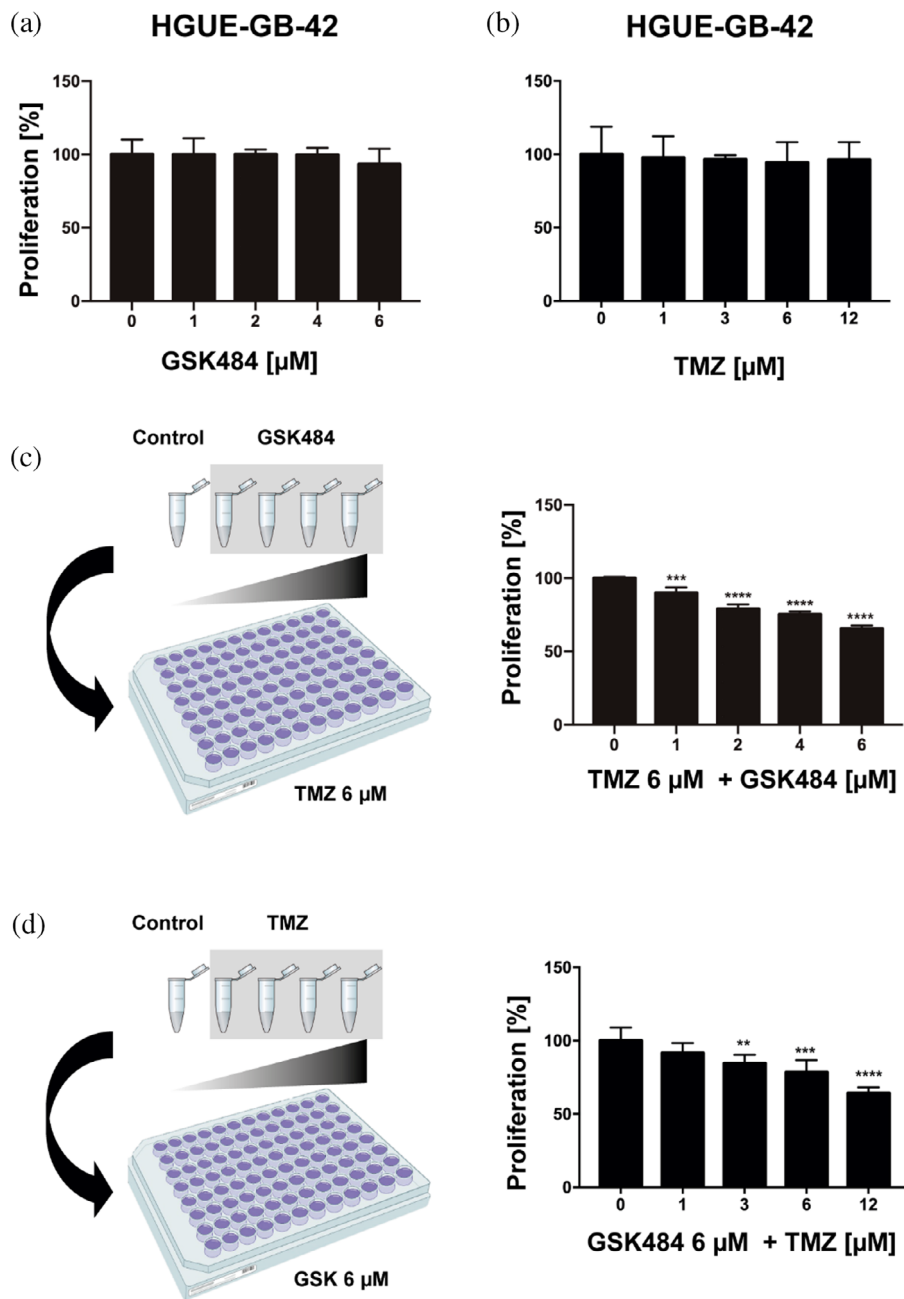 (a)
HGUE-GB-42
Proliferation [%]
150
100
50
0
0 1 2 4 6
GSK484 [µM]
(b)
HGUE-GB-42
150
100
50
0
0 1 3 6 12
TMZ [µM]
(c)
Control GSK484
TMZ 6 µM
Proliferation [%]
150
100
50
0
*** **** **** ****
0 1 2 4 6
TMZ 6 µM + GSK484 [µM]
(d)
Control TMZ
GSK 6 µM
Proliferation [%]
150
100
50
0
** *** ****
0 1 3 6 12
GSK484 6 µM + TMZ [µM]